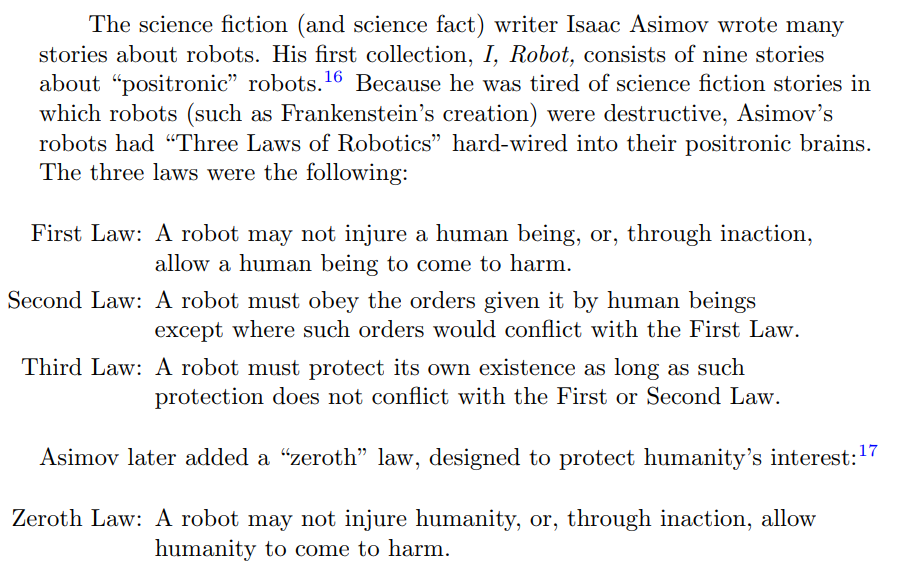 The science fiction (and science fact) writer Isaac Asimov wrote many
stories about robots. His first collection, I, Robot, consists of nine stories
about “positronic” robots.16 Because he was tired of science fiction stories in
which robots (such as Frankenstein’s creation) were destructive, Asimov’s
robots had “Three Laws of Robotics” hard-wired into their positronic brains.
The three laws were the following:
First Law: A robot may not injure a human being, or, through inaction,
allow a human being to come to harm.
Second Law: A robot must obey the orders given it by human beings
except where such orders would conflict with the First Law.
Third Law: A robot must protect its own existence as long as such
protection does not conflict with the First or Second Law.
Asimov later added a “zeroth” law, designed to protect humanity’s interest:17
Zeroth Law: A robot may not injure humanity, or, through inaction, allow
humanity to come to harm.